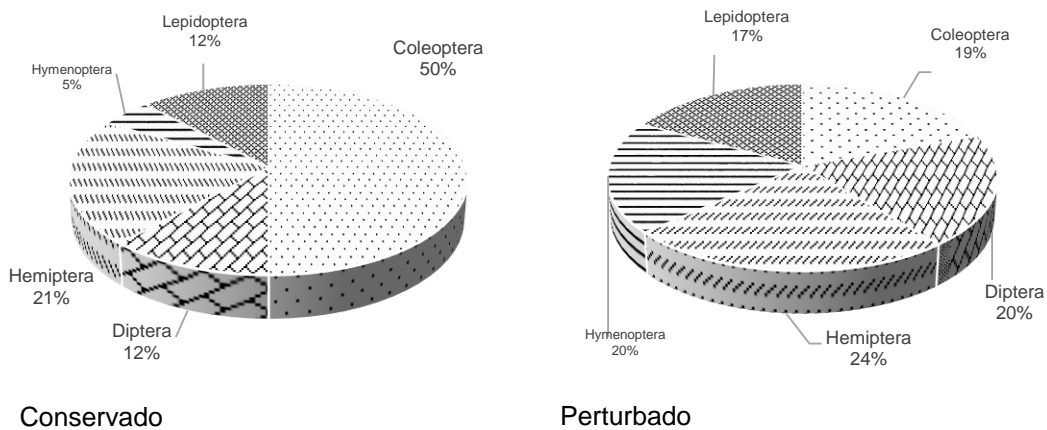 Lepidoptera
12%
Coleoptera
50%
Hymenoptera
5%
Hemiptera
21%
Diptera
12%
Conservado
Lepidoptera
17%
Coleoptera
19%
Diptera
20%
Hymenoptera
20%
Hemiptera
24%
Perturbado